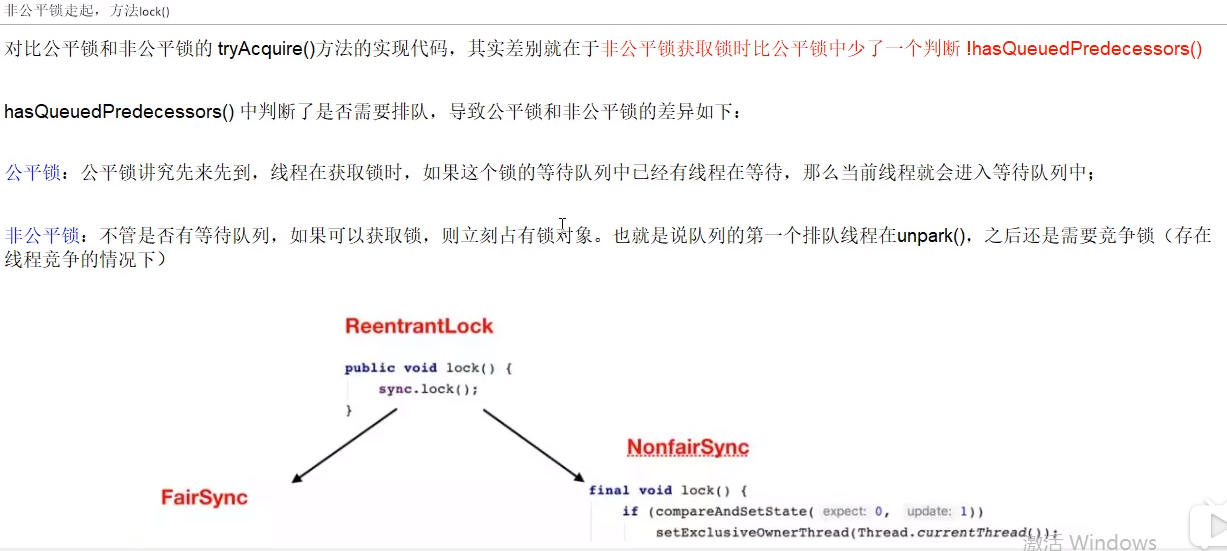 非公平锁走起，方法lock()
对比公平锁和非公平锁的 tryAcquire()方法的实现代码，其实差别就在于非公平锁获取锁时比公平锁中少了一个判断 !hasQueuedPredecessors()
hasQueuedPredecessors() 中判断了是否需要排队，导致公平锁和非公平锁的差异如下：
公平锁：公平锁讲究先来先到，线程在获取锁时，如果这个锁的等待队列中已经有线程在等待，那么当前线程就会进入等待队列中；
非公平锁：不管是否有等待队列，如果可以获取锁，则立刻占有锁对象。也就是说队列的第一个排队线程在unpark()，之后还是需要竞争锁（存在
线程竞争的情况下）
ReentrantLock
public void lock() {
sync.lock();
}
NonfairSync
FairSync
final void lock() {
if (compareAndSetState( expect: 0, update: 1))
setExclusiveOwnerThread(Thread.currentThread());
激活 Windows